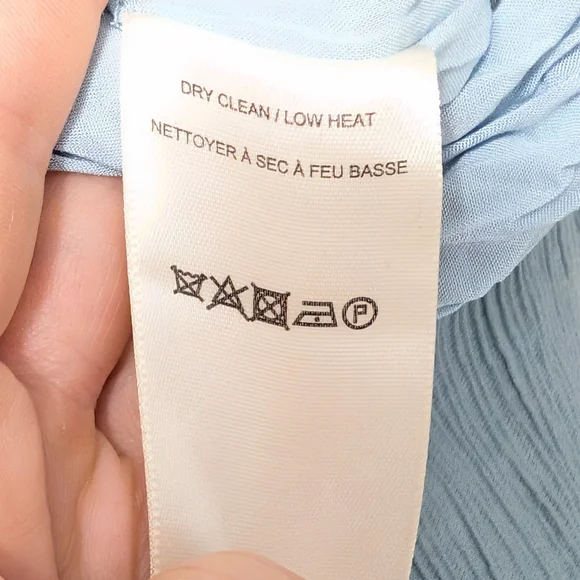 DRY CLEAN / LOW HEAT
NETTOYER À SEC À FEU BASSE
P